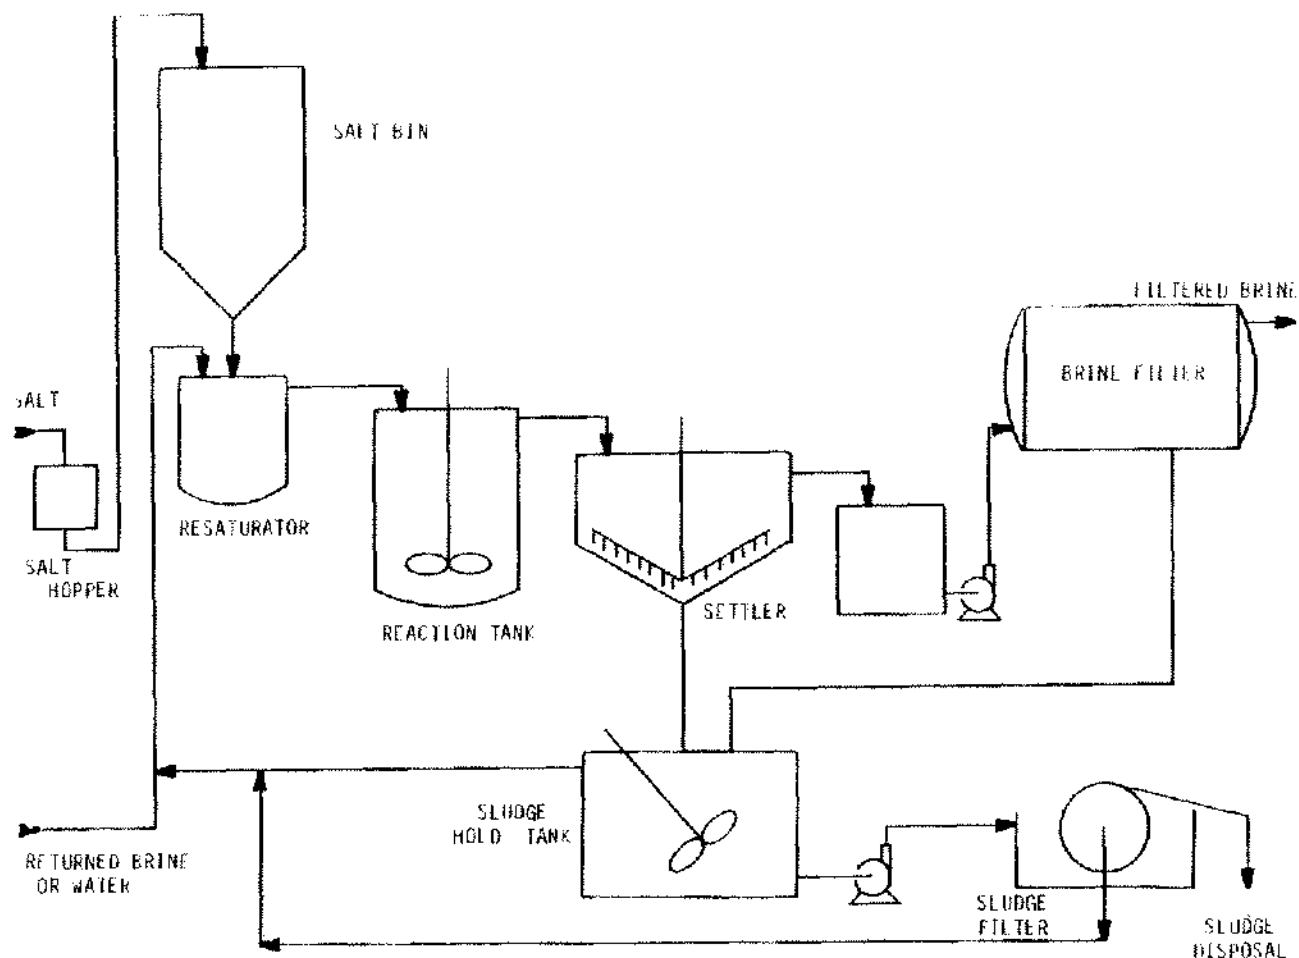 SALT BIN
FILTERED BRINE
BRINE FILTER
SALT
RESATURATOR
SALT
HOPPER
SETTLER
REACTION TANK
SLUDGE
HOLD TANK
RETURNED BRINE
OR WATER
SLUDGE
FILTER
SLUDGE
DISPOSAL